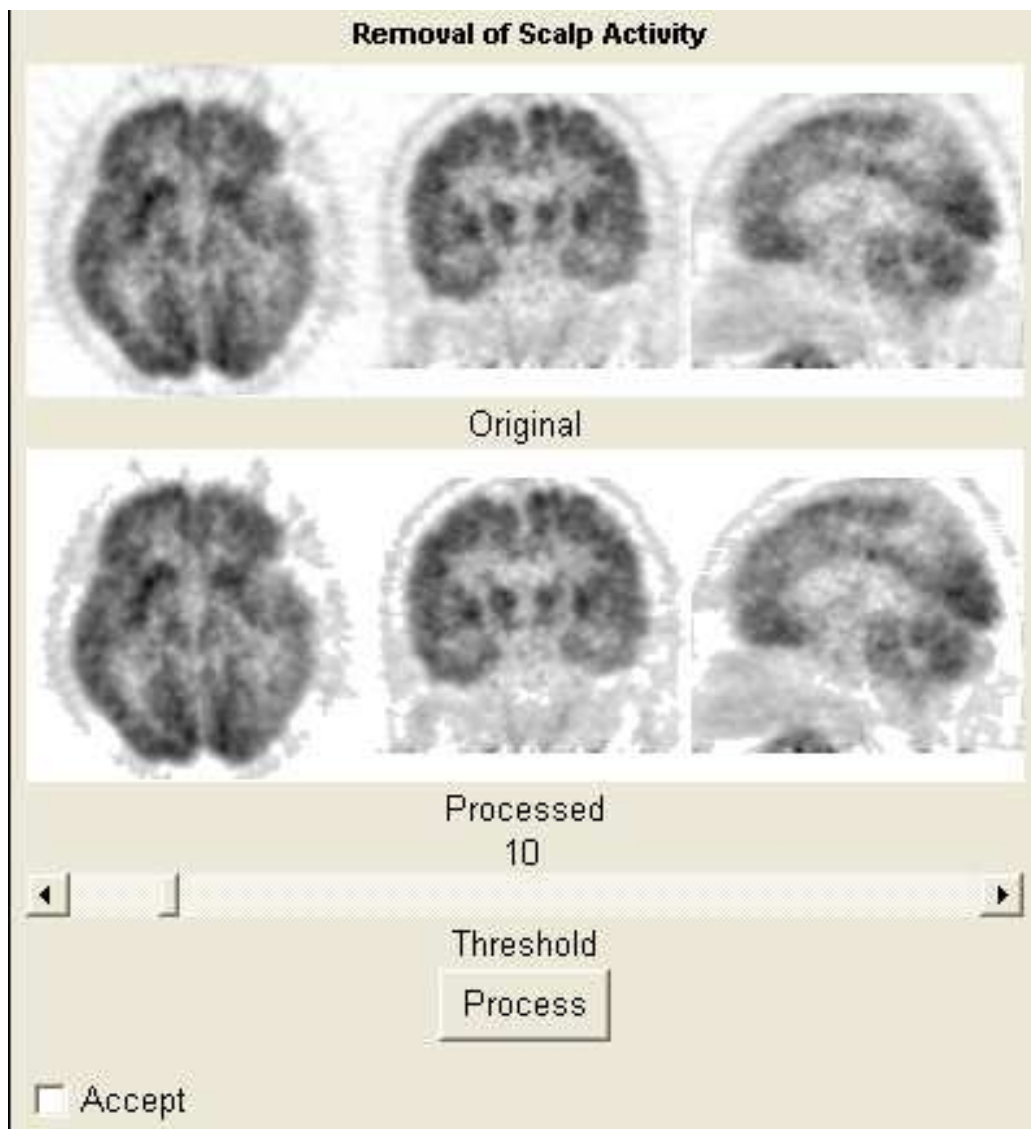 Removal of Scalp Activity
Original
Processed
10
Threshold
Process
Accept